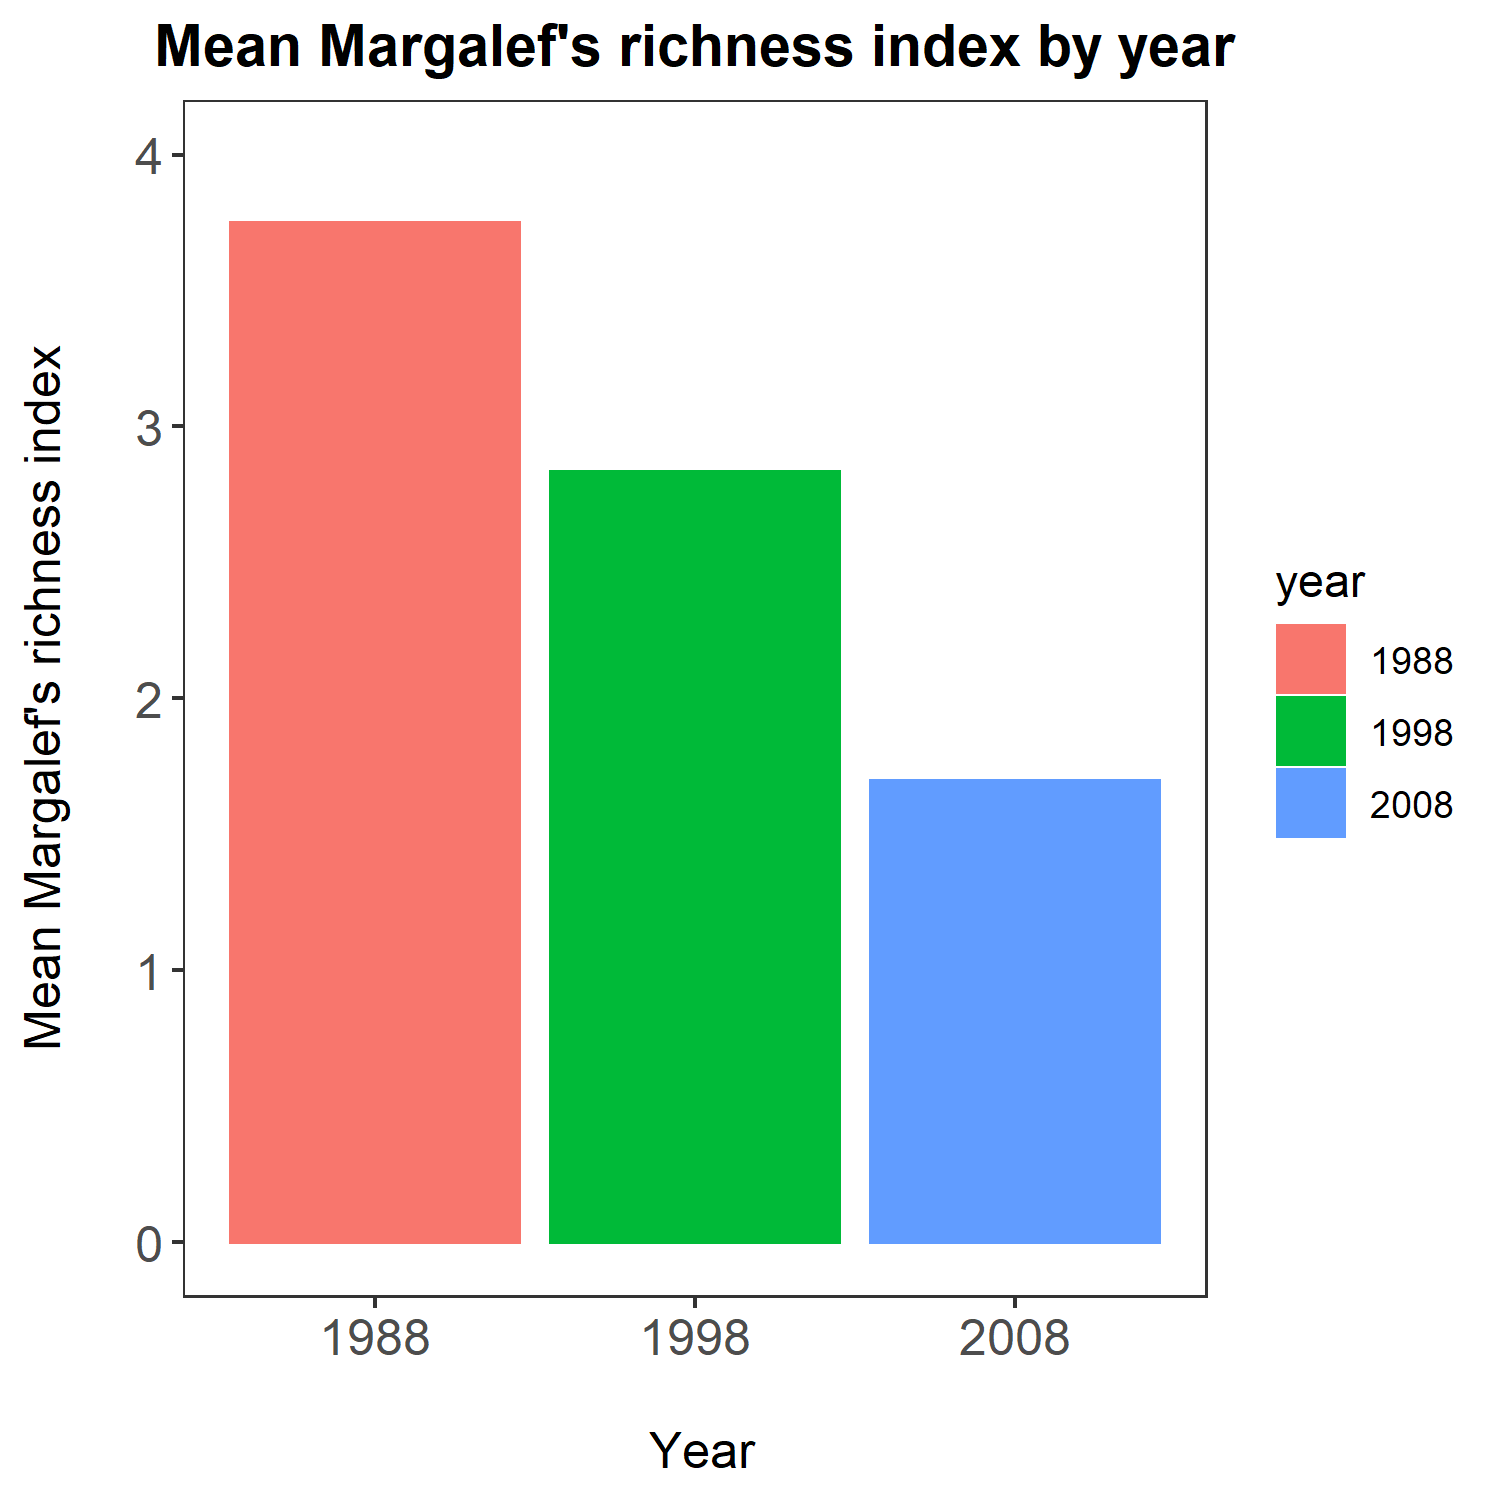 Mean Margalef's richness index by year
Mean Margalef's richness index
4
3
2
1
0
1988
1998
2008
Year
year
1988
1998
2008